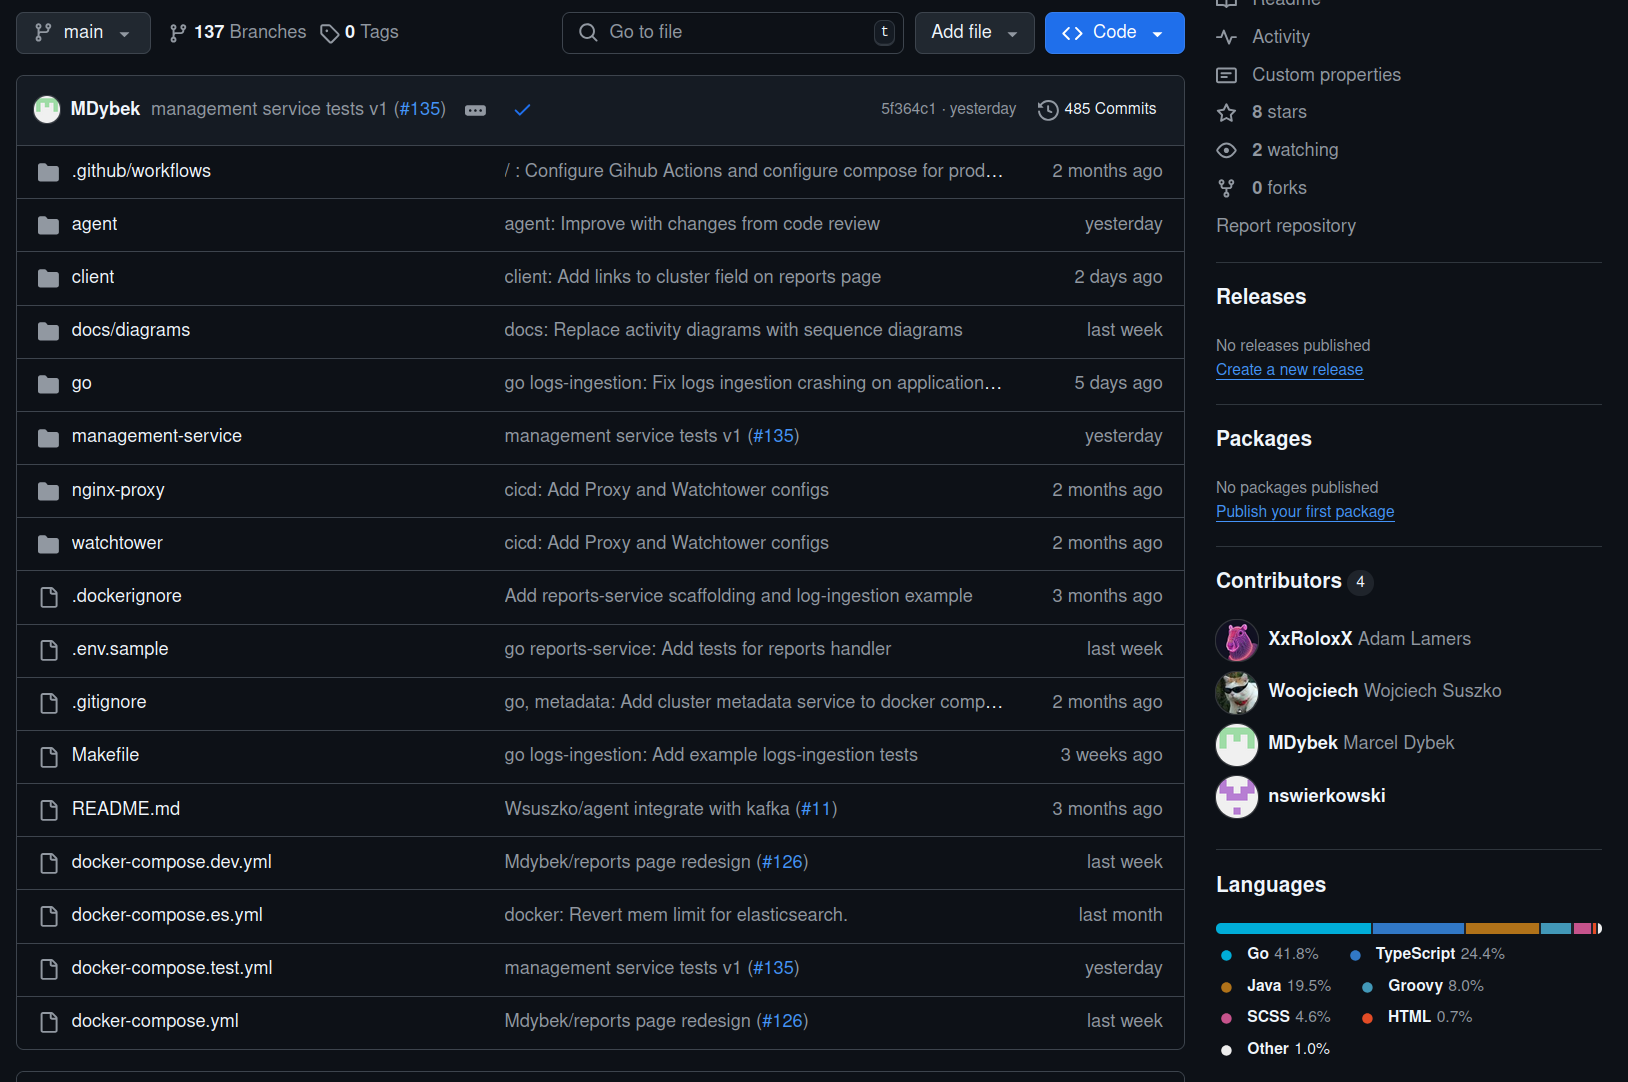 main
137 Branches
0 Tags
Go to file
t
Add file
Code
MDybek management service tests v1 (#135)
5f364c1 · yesterday
485 Commits
.github/workflows
/ : Configure Gihub Actions and configure compose for prod...
2 months ago
agent
agent: Improve with changes from code review
yesterday
client
client: Add links to cluster field on reports page
2 days ago
docs/diagrams
docs: Replace activity diagrams with sequence diagrams
last week
go
go logs-ingestion: Fix logs ingestion crashing on application...
5 days ago
management-service
management service tests v1 (#135)
yesterday
nginx-proxy
cicd: Add Proxy and Watchtower configs
2 months ago
watchtower
cicd: Add Proxy and Watchtower configs
2 months ago
.dockerignore
Add reports-service scaffolding and log-ingestion example
3 months ago
.env.sample
go reports-service: Add tests for reports handler
last week
.gitignore
go, metadata: Add cluster metadata service to docker comp...
2 months ago
Makefile
go logs-ingestion: Add example logs-ingestion tests
3 weeks ago
README.md
Wsuszko/agent integrate with kafka (#11)
3 months ago
docker-compose.dev.yml
Mdybek/reports page redesign (#126)
last week
docker-compose.es.yml
docker: Revert mem limit for elasticsearch.
last month
docker-compose.test.yml
management service tests v1 (#135)
yesterday
docker-compose.yml
Mdybek/reports page redesign (#126)
last week
Readme
Activity
Custom properties
8 stars
2 watching
0 forks
Report repository
Releases
No releases published
Create a new release
Packages
No packages published
Publish your first package
Contributors 4
XxRoloxX Adam Lamers
Woojciech Wojciech Suszko
MDybek Marcel Dybek
nswierkowski
Languages
Go 41.8%
TypeScript 24.4%
Java 19.5%
Groovy 8.0%
SCSS 4.6%
HTML 0.7%
Other 1.0%